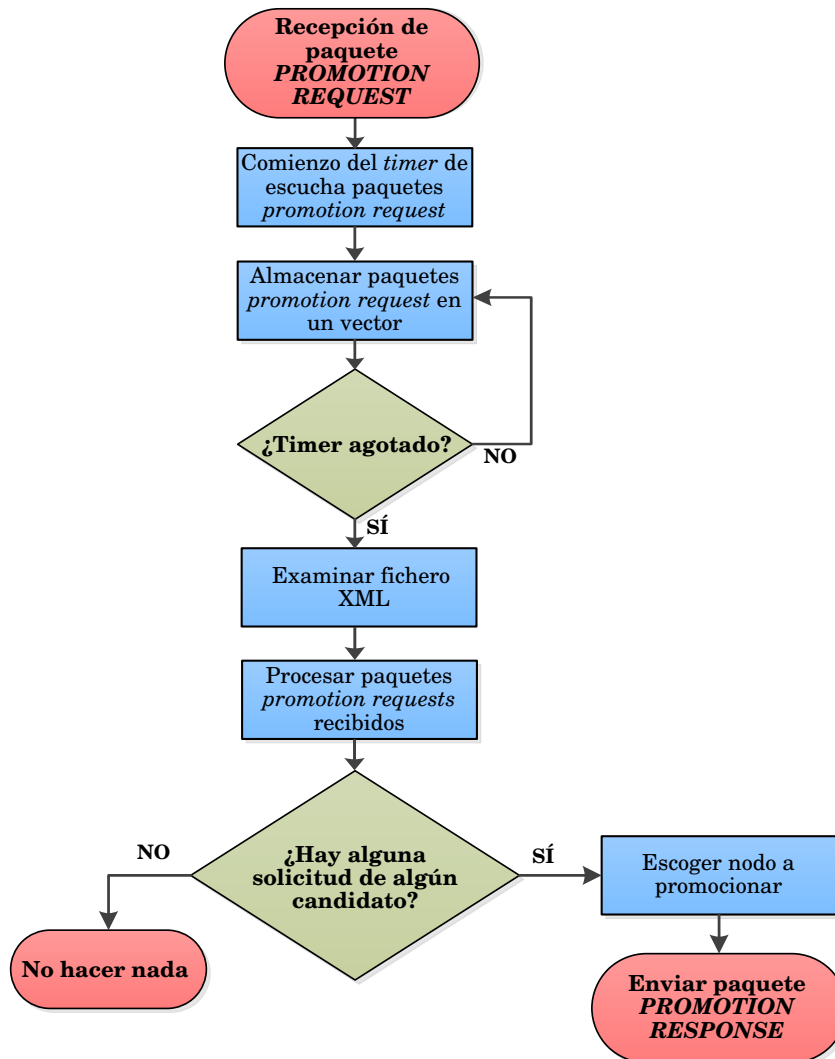 Recepción de
paquete
PROMOTION
REQUEST
Comienzo del timer de
escucha paquetes
promotion request
Almacenar paquetes
promotion request en
un vector
¿Timer agotado?
NO
SÍ
Examinar fichero
XML
Procesar paquetes
promotion requests
recibidos
NO
¿Hay alguna
solicitud de algún
candidato?
SÍ
Escoger nodo a
promocionar
No hacer nada
Enviar paquete
PROMOTION
RESPONSE